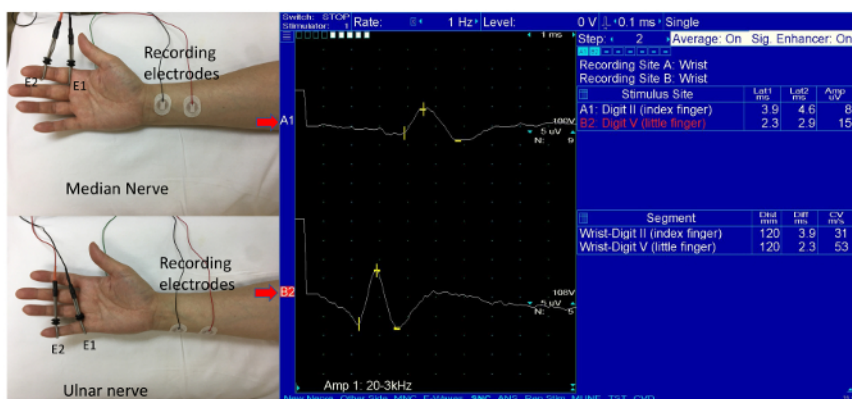 Recording
electrodes
E2
E1
Median Nerve
Recording
electrodes
E2
E1
Ulnar nerve
Switch: STOP
Stimulator: 1
Rate:
1 Hz
Level:
0 V
0.1 ms
Single
1 ms
Step: 2
Average: On Sig. Enhancer: On
Recording Site A: Wrist
Recording Site B: Wrist
Stimulus Site Lat1 Lat2 Amp
ms ms uV
A1: Digit II (index finger) 3.9 4.6 8
B2: Digit V (little finger) 2.3 2.9 15
A1
100V
5 uV
N: 9
Segment Dist Diff CV
mm ms m/s
Wrist-Digit II (index finger) 120 3.9 31
Wrist-Digit V (little finger) 120 2.3 53
B2
108V
5 uV
N: 5
Amp 1: 20-3kHz